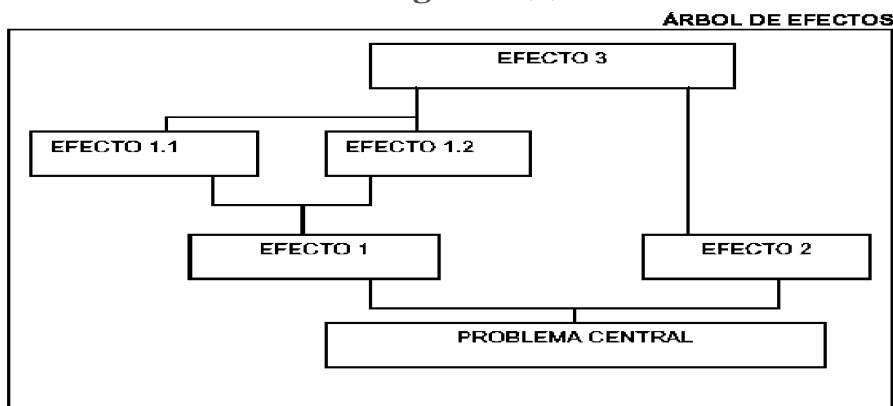 ÁRBOL DE EFECTOS
EFECTO 3
EFECTO 1.1
EFECTO 1.2
EFECTO 1
EFECTO 2
PROBLEMA CENTRAL